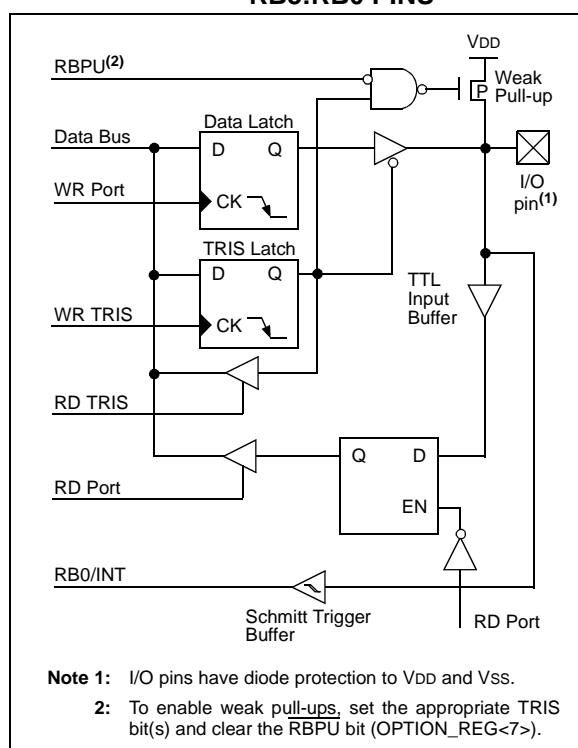 RB3:RB0 PINS
VDD
RBPU(2)
Weak
Pull-up
P
Data Latch
Data Bus
D Q
I/O
pin(1)
WR Port
CK
TRIS Latch
D Q
TTL
Input
Buffer
WR TRIS
CK
RD TRIS
Q D
RD Port
EN
RB0/INT
Schmitt Trigger
Buffer
RD Port
Note 1: I/O pins have diode protection to VDD and VSS.
2: To enable weak pull-ups, set the appropriate TRIS
bit(s) and clear the RBPU bit (OPTION_REG<7>).